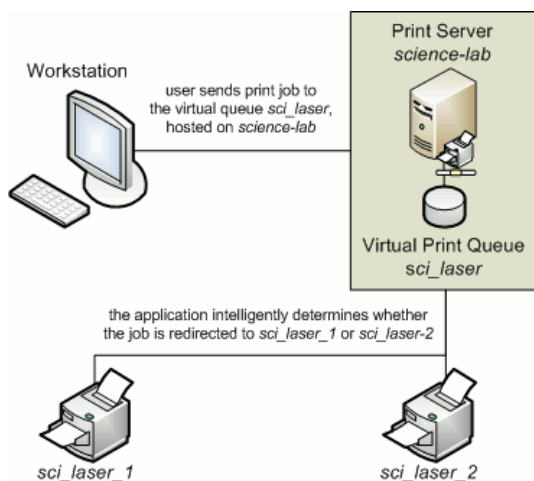 Print Server
science-lab
Workstation
user sends print job to
the virtual queue sci_laser,
hosted on science-lab
Virtual Print Queue
sci_laser
the application intelligently determines whether
the job is redirected to sci_laser_1 or sci_laser-2
sci_laser_1
sci_laser_2